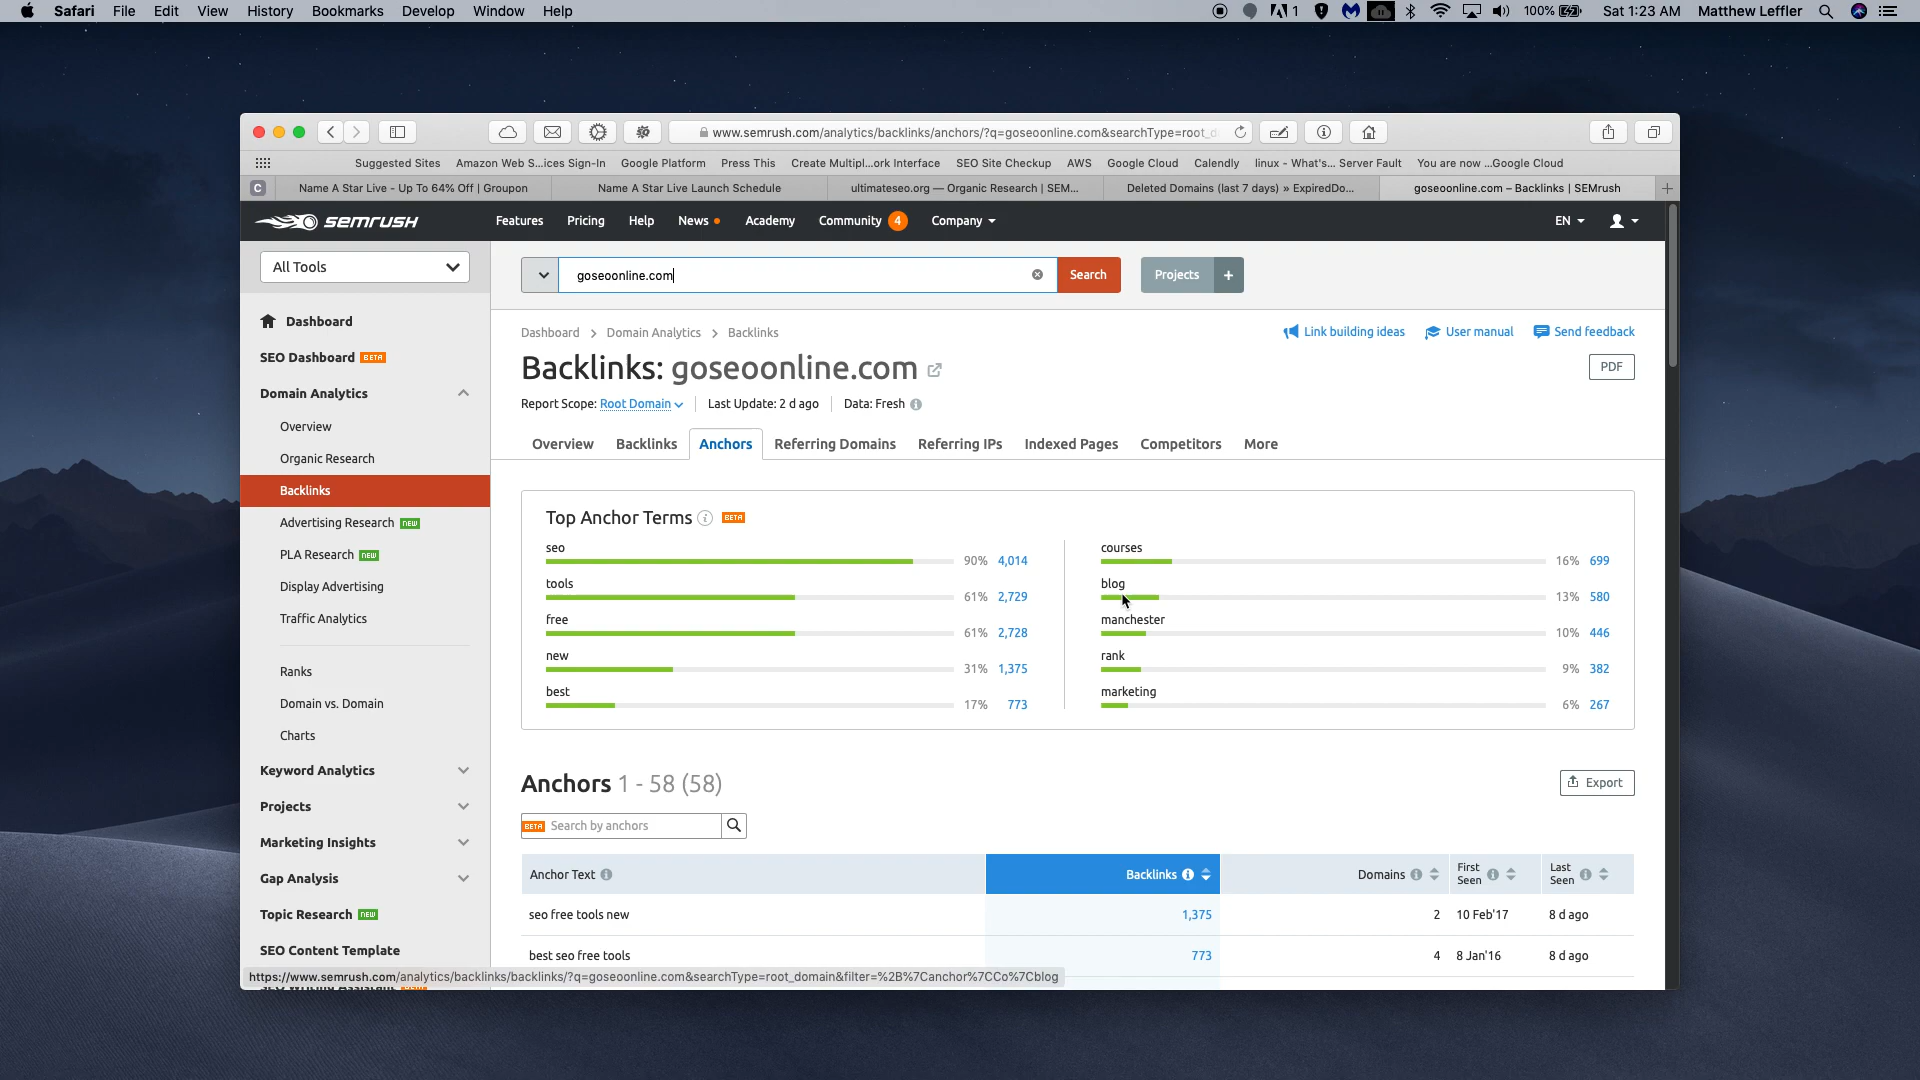 Safari File Edit View History Bookmarks Develop Window Help 1 100% Sat 1:23 AM Matthew Leffler
www.semrush.com/analytics/backlinks/anchors/?q=goseoonline.com&searchType=root_d
Suggested Sites Amazon Web S...ices Sign-In Google Platform Press This Create Multipl...ork Interface SEO Site Checkup AWS Google Cloud Calendly linux - What's... Server Fault You are now ...Google Cloud
C Name A Star Live - Up To 64% Off | Groupon Name A Star Live Launch Schedule ultimateseo.org — Organic Research | SEM... Deleted Domains (last 7 days) » ExpiredDo... goseoonline.com – Backlinks | SEMrush
SEMRUSH Features Pricing Help News Academy Community 4 Company EN
All Tools
goseoonline.com Search Projects +
Dashboard
SEO Dashboard BETA
Domain Analytics
Overview
Organic Research
Backlinks
Advertising Research NEW
PLA Research NEW
Display Advertising
Traffic Analytics
Ranks
Domain vs. Domain
Charts
Keyword Analytics
Projects
Marketing Insights
Gap Analysis
Topic Research NEW
SEO Content Template
SEO Writing Assistant
Dashboard > Domain Analytics > Backlinks
Link building ideas User manual Send feedback
Backlinks: goseoonline.com
PDF
Report Scope: Root Domain Last Update: 2 d ago Data: Fresh
Overview Backlinks Anchors Referring Domains Referring IPs Indexed Pages Competitors More
Top Anchor Terms BETA
seo 90% 4,014
tools 61% 2,729
free 61% 2,728
new 31% 1,375
best 17% 773
courses 16% 699
blog 13% 580
manchester 10% 446
rank 9% 382
marketing 6% 267
Anchors 1 - 58 (58)
Export
BETA Search by anchors
Anchor Text Backlinks Domains First Seen Last Seen
seo free tools new 1,375 2 10 Feb'17 8 d ago
best seo free tools 773 4 8 Jan'16 8 d ago
https://www.semrush.com/analytics/backlinks/backlinks/?q=goseoonline.com&searchType=root_domain&filter=%2B%7Canchor%7CCo%7Cblog